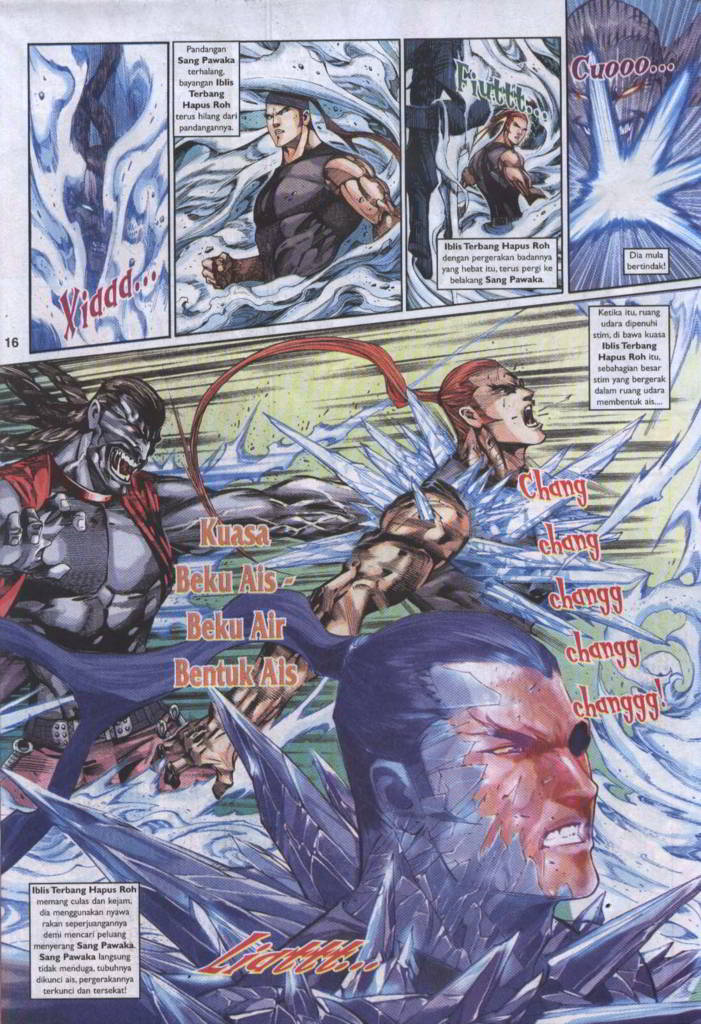 Yiaaa...
Pandangan
Sang Pawaka
terhalang,
bayangan Iblis
Terbang
Hapus Roh
terus hilang dari
pandangannya.
Fiuttt...
Iblis Terbang Hapus Roh
dengan pergerakan badannya
yang hebat itu, terus pergi ke
belakang Sang Pawaka.
Cuooo...
Dia mula
bertindak!
16
Ketika itu, ruang
udara dipenuhi
stim, di bawa kuasa
Iblis Terbang
Hapus Roh itu,
sebahagian besar
stim yang bergerak
dalam ruang udara
membentuk ais....
Kuasa
Beku Ais -
Beku Air
Bentuk Ais
Chang
chang
changg
changg
changgg!
Iblis Terbang Hapus Roh
memang culas dan kejam,
dia menggunakan nyawa
rakan seperjuangannya
demi mencari peluang
menyerang Sang Pawaka.
Sang Pawaka langsung
tidak menduga, tubuhnya
dikunci ais, pergerakannya
terkunci dan tersekat!